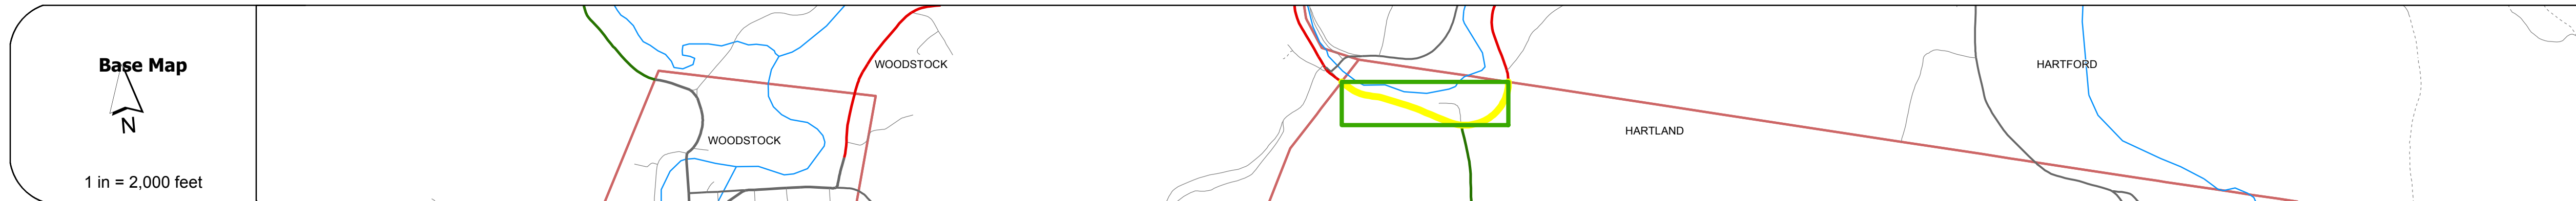 Base Map
N
1 in = 2,000 feet
WOODSTOCK
WOODSTOCK
HARTLAND
HARTFORD